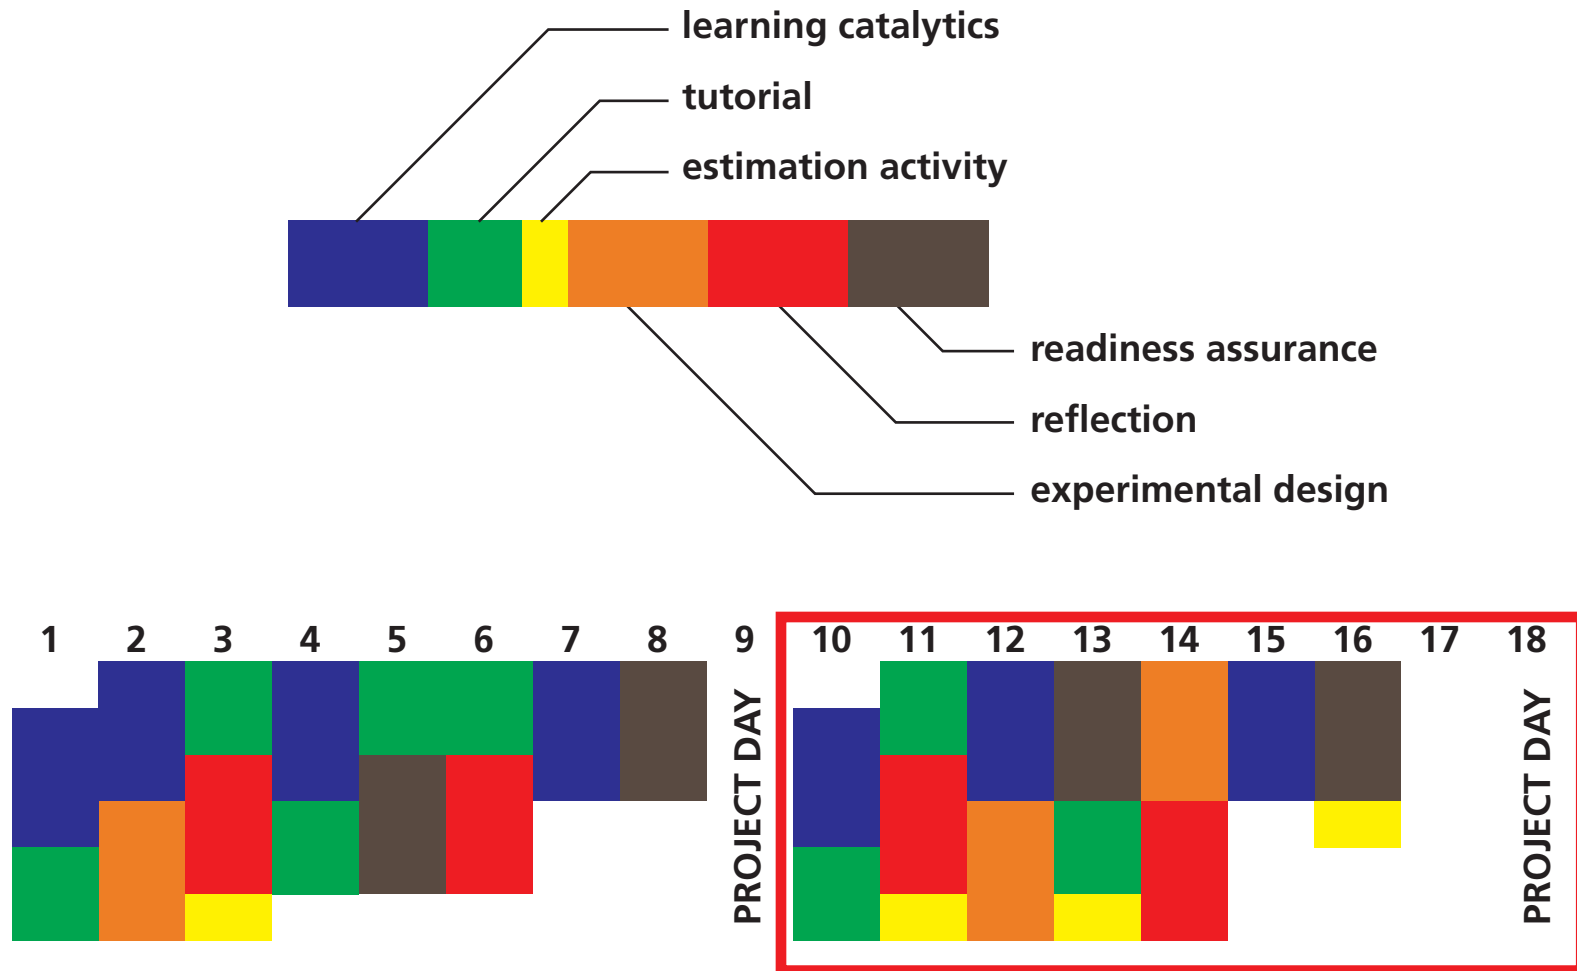 learning catalytics
tutorial
estimation activity
readiness assurance
reflection
experimental design
1 2 3 4 5 6 7 8 9 10 11 12 13 14 15 16 17 18
PROJECT DAY
PROJECT DAY